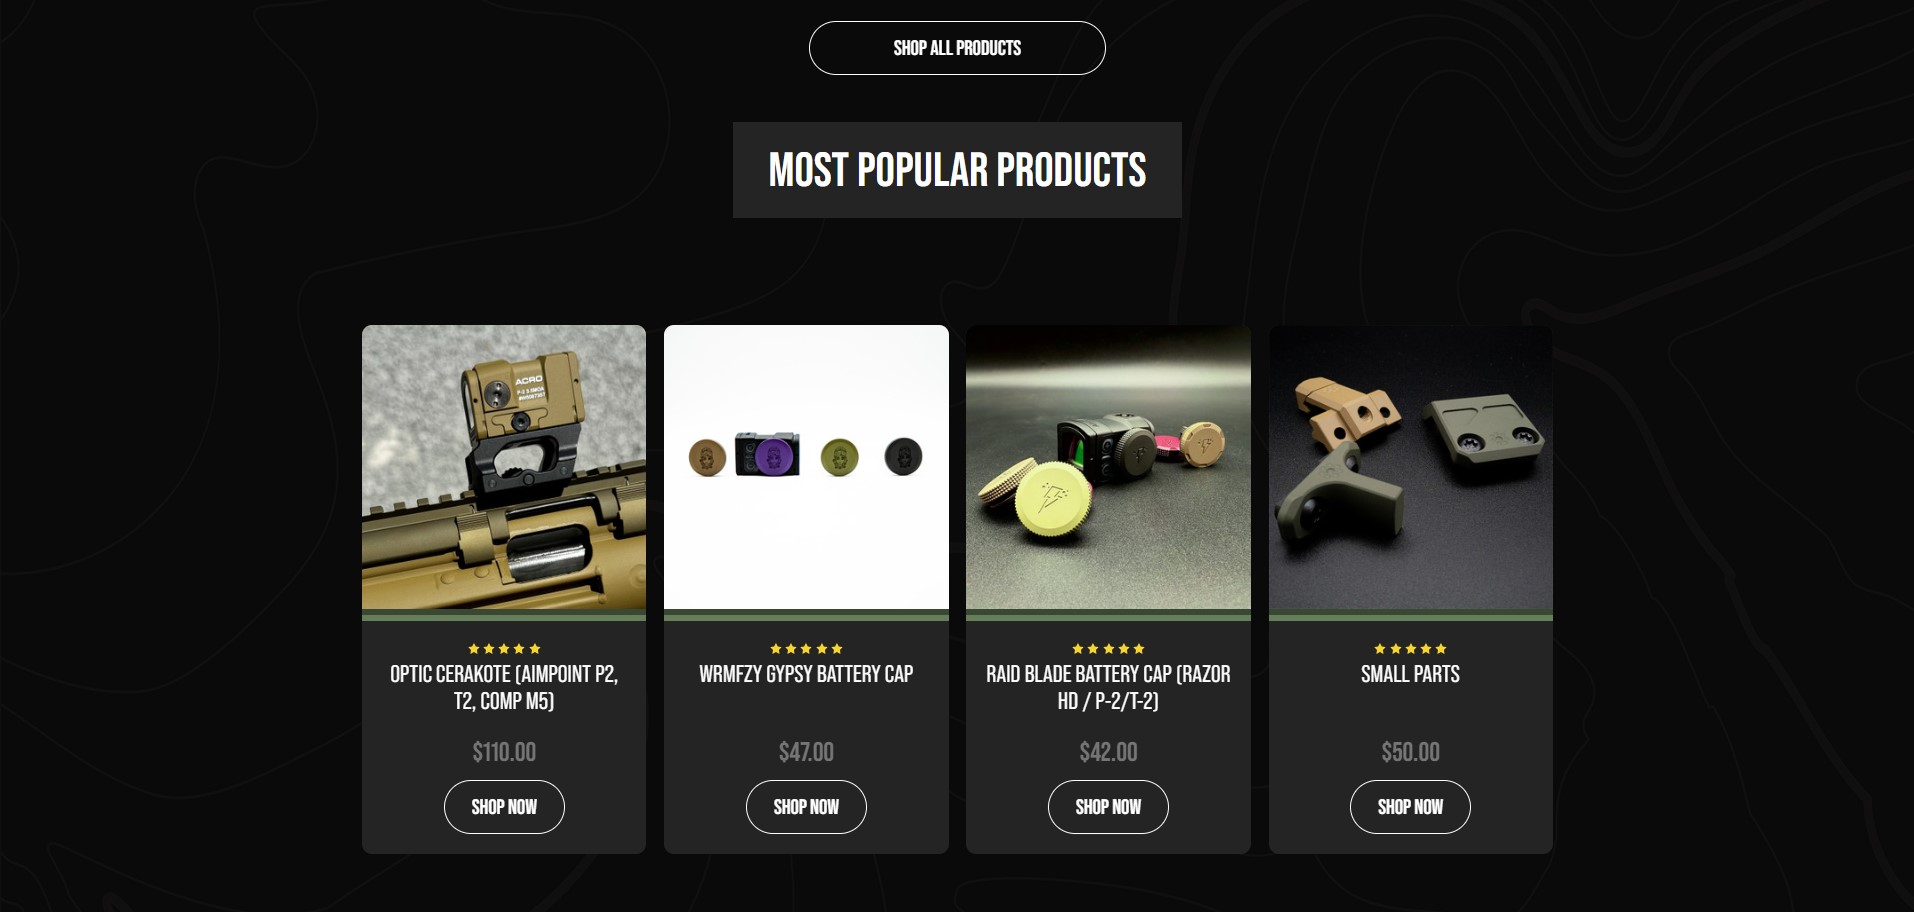 SHOP ALL PRODUCTS
MOST POPULAR PRODUCTS
ACRO
OPTIC CERAKOTE (AIMPOINT P2,
T2, COMP M5)
$110.00
SHOP NOW
WRMFZY GYPSY BATTERY CAP
$47.00
SHOP NOW
RAID BLADE BATTERY CAP (RAZOR
HD / P-2/T-2)
$42.00
SHOP NOW
SMALL PARTS
$50.00
SHOP NOW